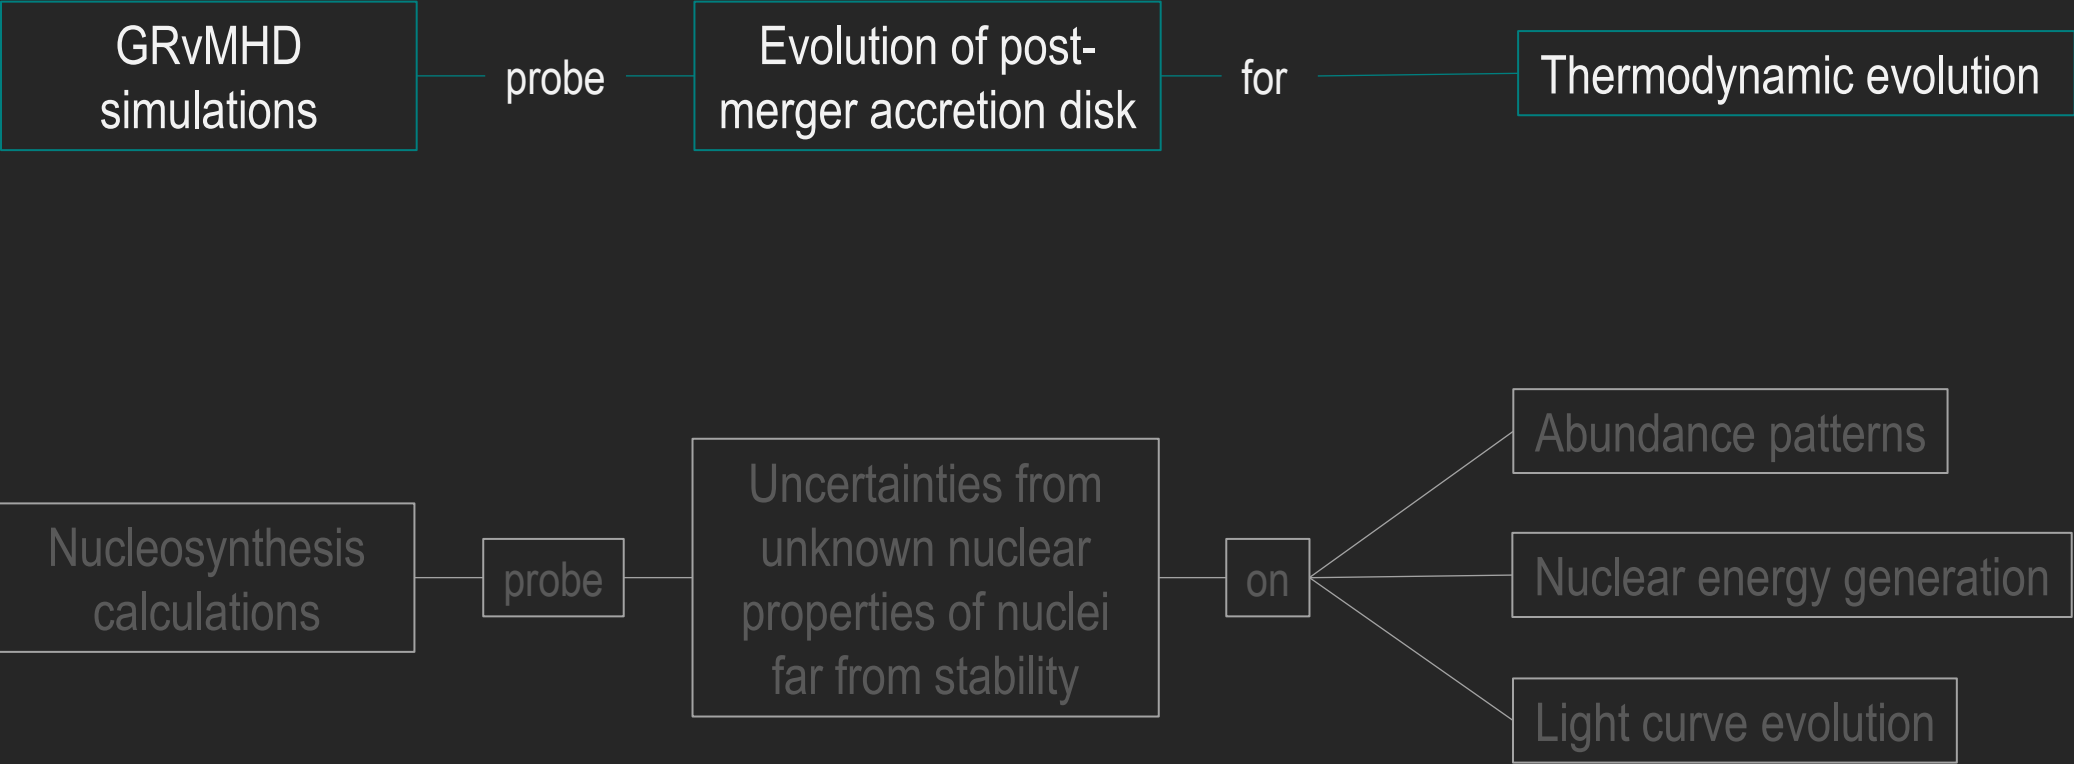 GRvMHD
simulations
probe
Evolution of post-
merger accretion disk
for
Thermodynamic evolution
Nucleosynthesis
calculations
probe
Uncertainties from
unknown nuclear
properties of nuclei
far from stability
on
Abundance patterns
Nuclear energy generation
Light curve evolution